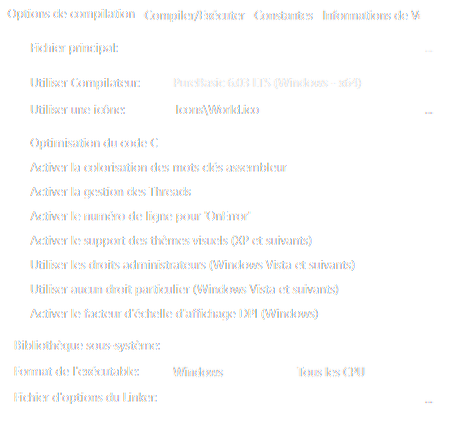 Options de compilation Compiler/Exécuter Constantes Informations de V
Fichier principal: ...
Utiliser Compilateur: PureBasic 6.03 LTS (Windows - x64)
Utiliser une icône: Icons\World.ico ...
Optimisation du code C
Activer la colorisation des mots clés assembleur
Activer la gestion des Threads
Activer le numéro de ligne pour 'OnError'
Activer le support des thèmes visuels (XP et suivants)
Utiliser les droits administrateurs (Windows Vista et suivants)
Utiliser aucun droit particulier (Windows Vista et suivants)
Activer le facteur d'échelle d'affichage DPI (Windows)
Bibliothèque sous-système:
Format de l'exécutable: Windows Tous les CPU
Fichier d'options du Linker: ...